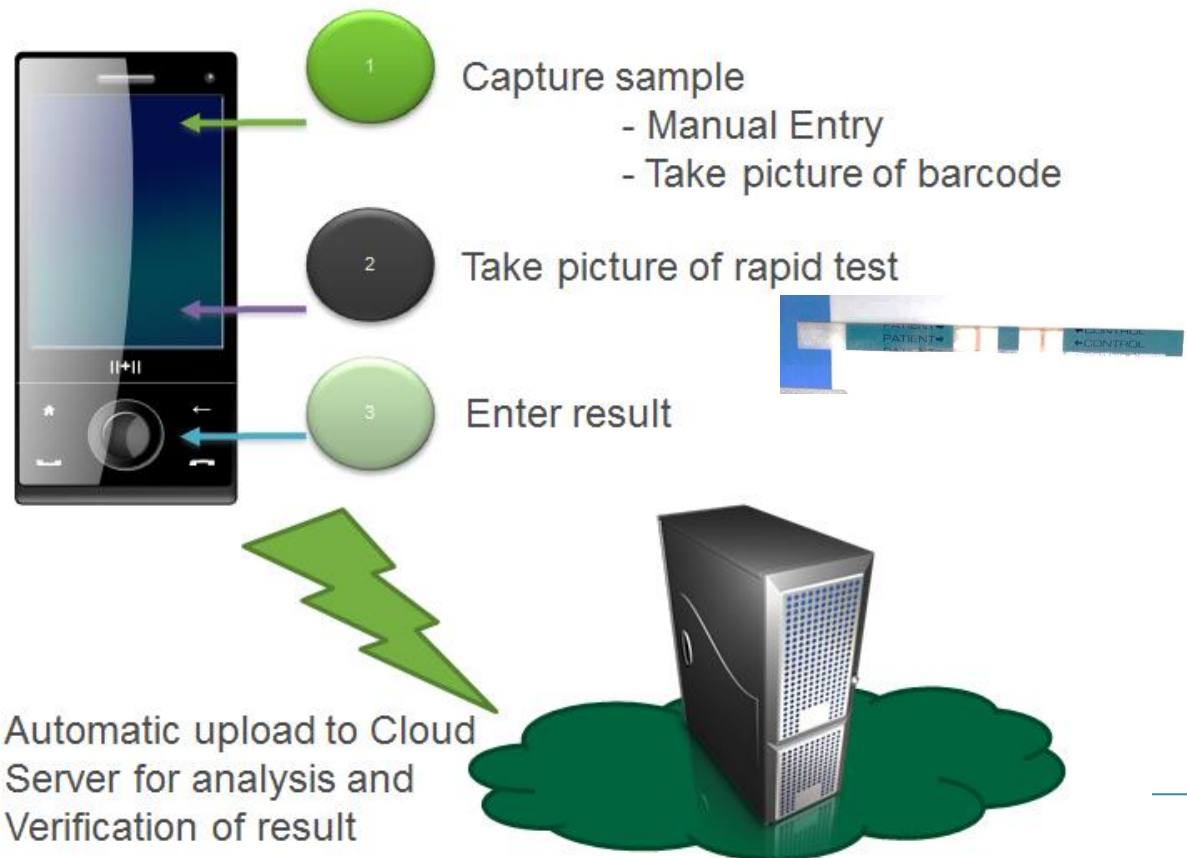 1
Capture sample
- Manual Entry
- Take picture of barcode
2
Take picture of rapid test
PATIENT CONTROL
PATIENT CONTROL
3
Enter result
Automatic upload to Cloud
Server for analysis and
Verification of result